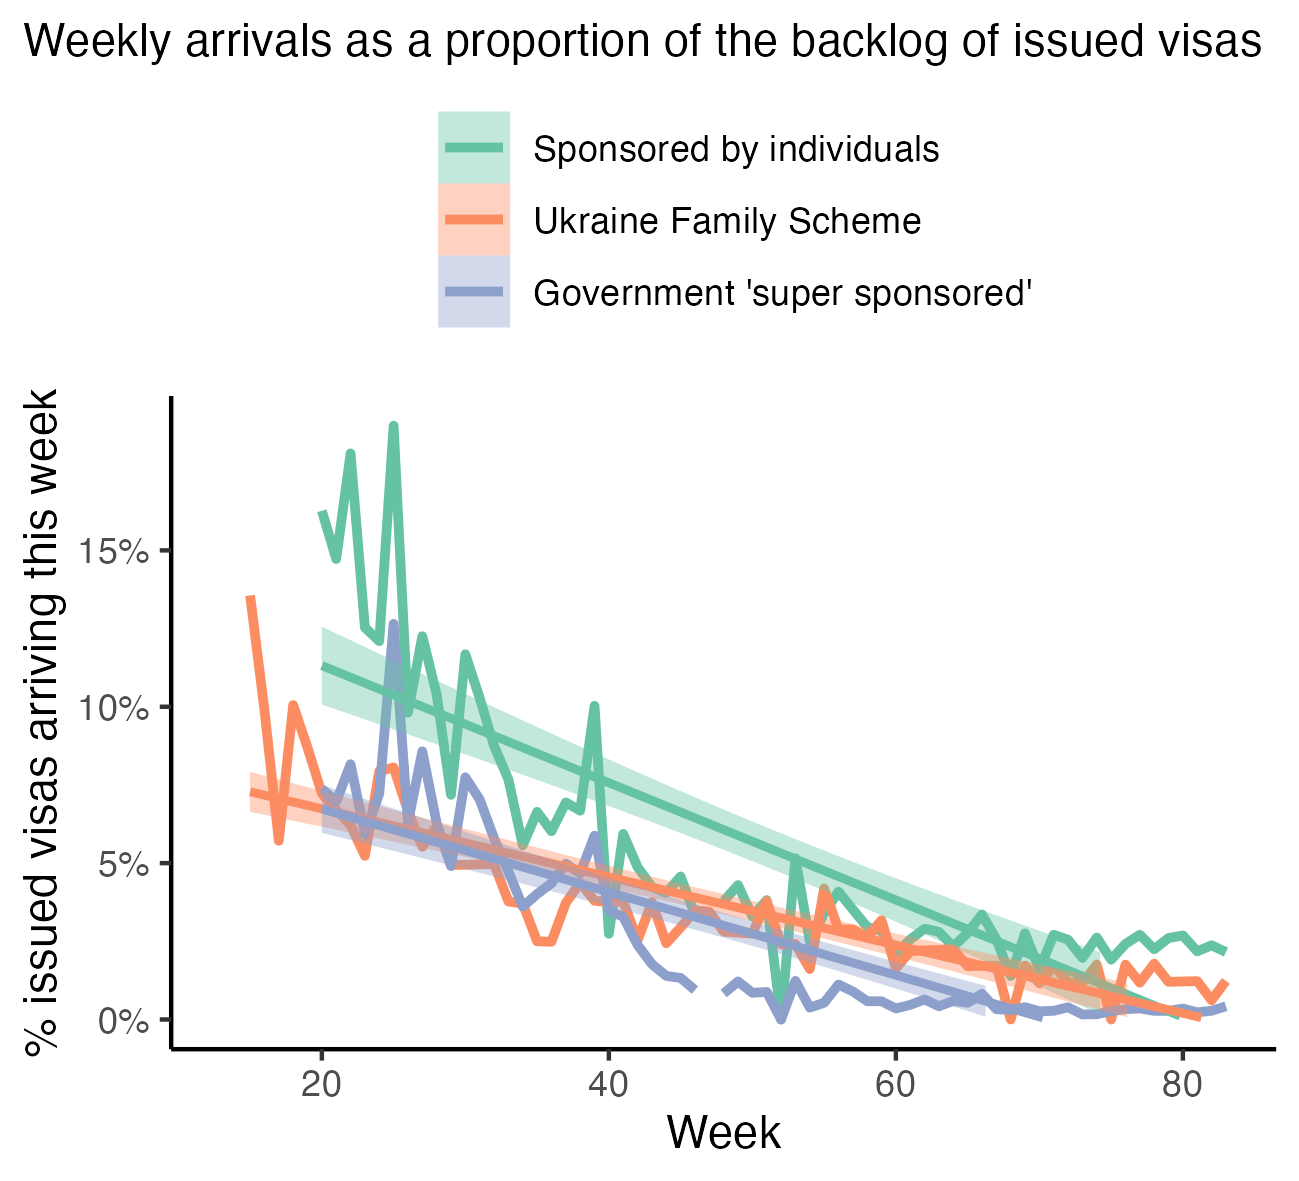 Weekly arrivals as a proportion of the backlog of issued visas
Sponsored by individuals
Ukraine Family Scheme
Government 'super sponsored'
% issued visas arriving this week
15%
10%
5%
0%
20 40 60 80
Week